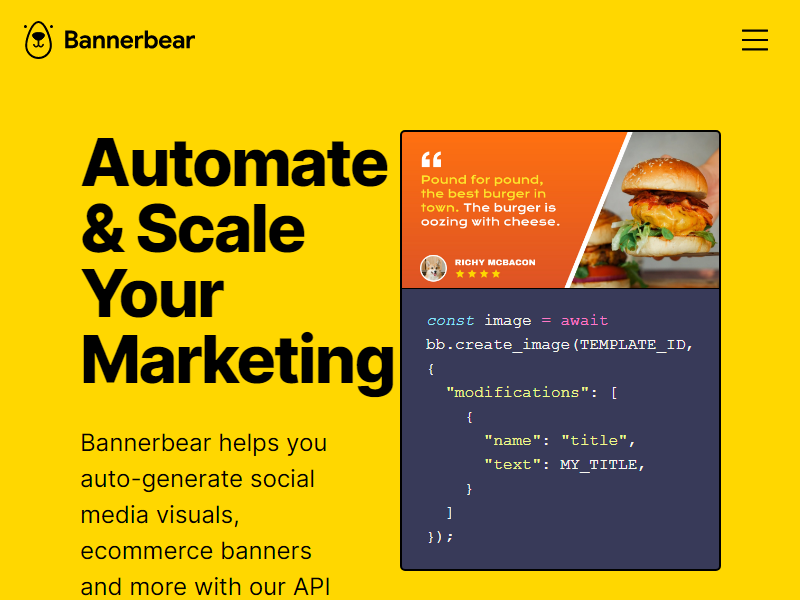 Bannerbear
Automate
& Scale
Your
Marketing
Bannerbear helps you
auto-generate social
media visuals,
ecommerce banners
and more with our API
“
Pound for pound,
the best burger in
town. The burger is
oozing with cheese.
RICHY MCBACON
const image = await
bb.create_image(TEMPLATE_ID,
{
"modifications": [
{
"name": "title",
"text": MY_TITLE,
}
]
});